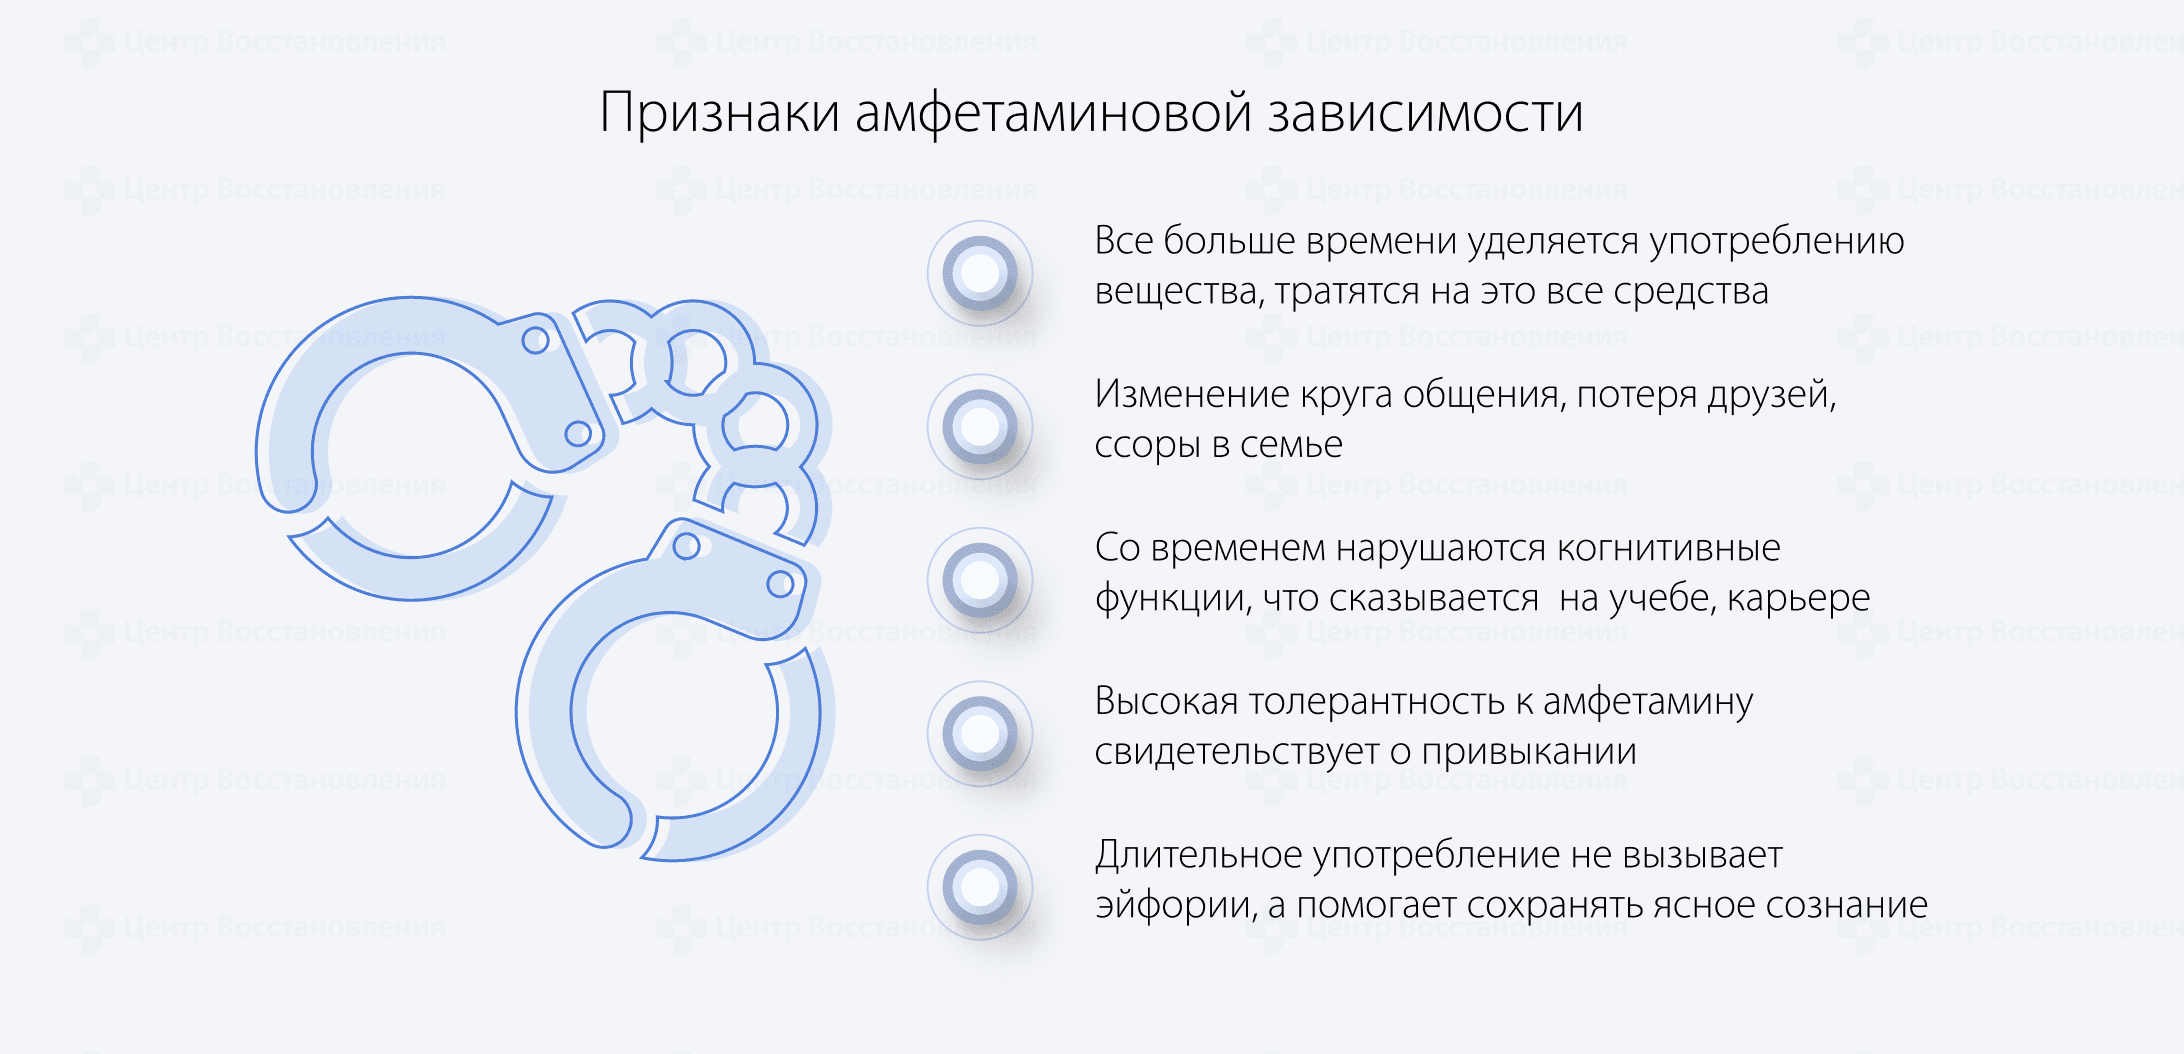 Признаки амфетаминовой зависимости
Все больше времени уделяется употреблению
вещества, тратятся на это все средства
Изменение круга общения, потеря друзей,
ссоры в семье
Со временем нарушаются когнитивные
функции, что сказывается  на учебе, карьере
Высокая толерантность к амфетамину
свидетельствует о привыкании
Длительное употребление не вызывает
эйфории, а помогает сохранять ясное сознание
Центр Восстановления